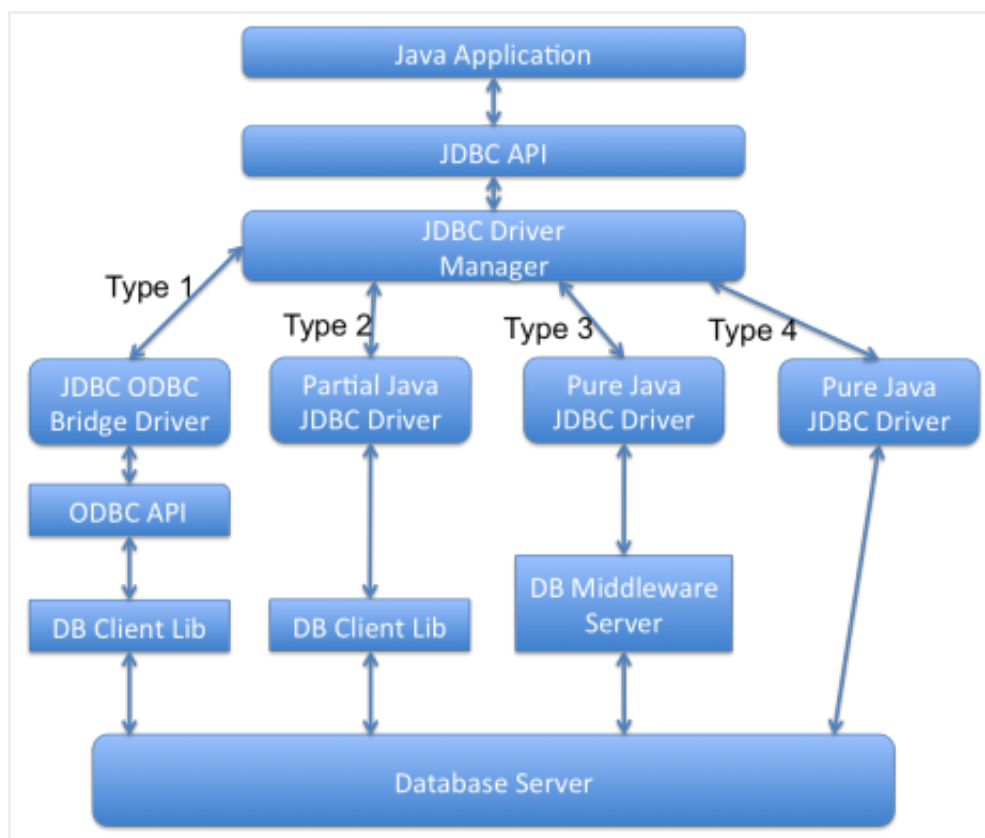 Java Application
JDBC API
JDBC Driver
Manager
Type 1
Type 2
Type 3
Type 4
JDBC ODBC
Bridge Driver
Partial Java
JDBC Driver
Pure Java
JDBC Driver
Pure Java
JDBC Driver
ODBC API
DB Client Lib
DB Client Lib
DB Middleware
Server
Database Server